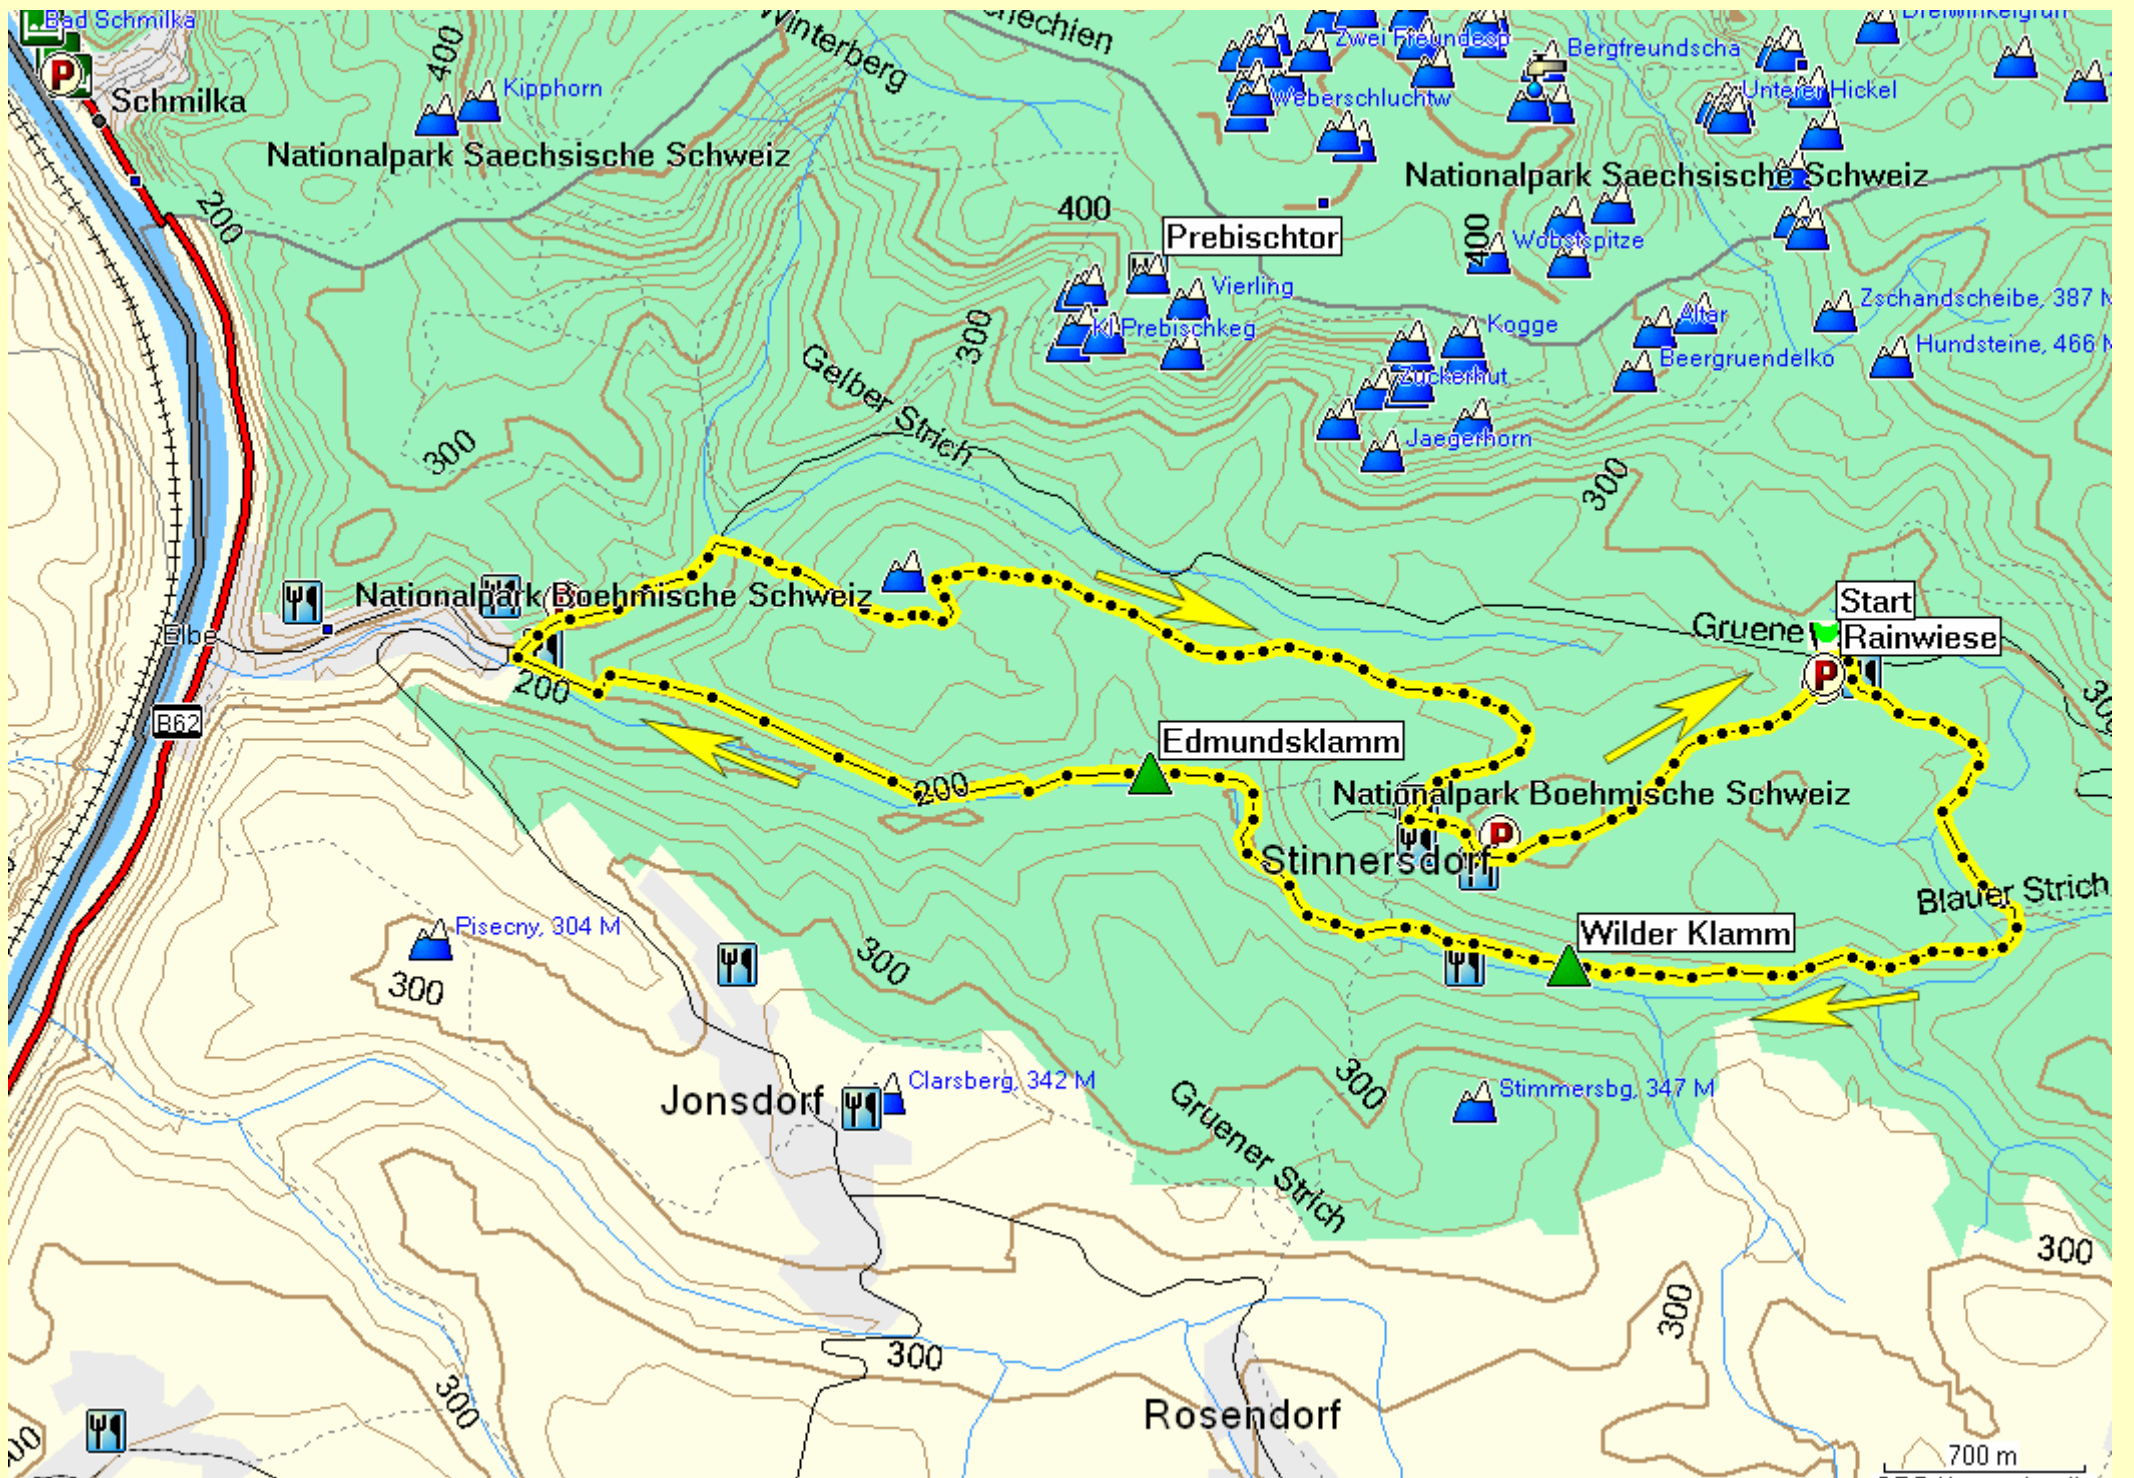 Bad Schmilka
Schmilka
400
Kipphorn
Winterberg
Zwei Freundesp
Bergfreundscha
Weberschluchtw
Unterer Hickel
Nationalpark Saechsische Schweiz
Nationalpark Saechsische Schweiz
200
400
Prebischtor
400
Wobstspitze
Vierling
Kl Prebischkeg
Kogge
Altar
Zschandscheibe, 387 M
Hundsteine, 466 M
Beergruendelko
Zuckerhut
Jaegerhorn
300
Gelber Strich
300
300
Nationalpark Boehmische Schweiz
Start
Gruene
Rainwiese
Elbe
200
B62
Edmundsklamm
200
Nationalpark Boehmische Schweiz
300
Stinnersdorf
Blauer Strich
Wilder Klamm
Pisecny, 304 M
300
300
Jonsdorf
Clarsberg, 342 M
300
Stimmersbg, 347 M
Gruener Strich
300
300
300
300
Rosendorf
700 m